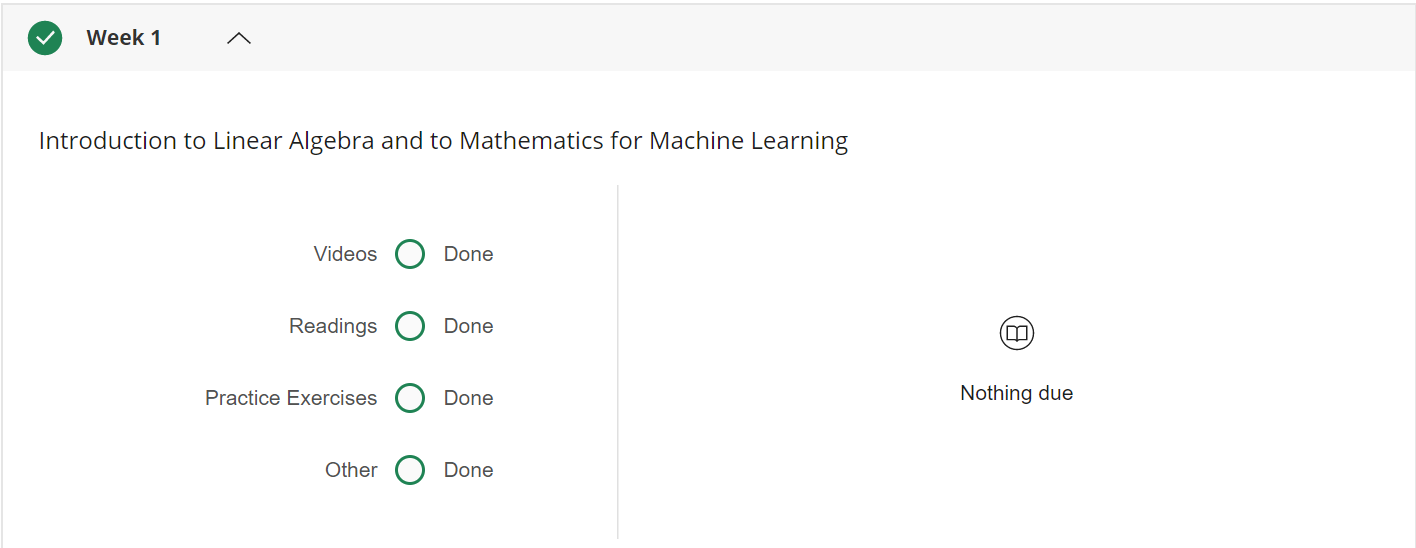 Week 1
Introduction to Linear Algebra and to Mathematics for Machine Learning
Videos Done
Readings Done
Practice Exercises Done
Other Done
Nothing due